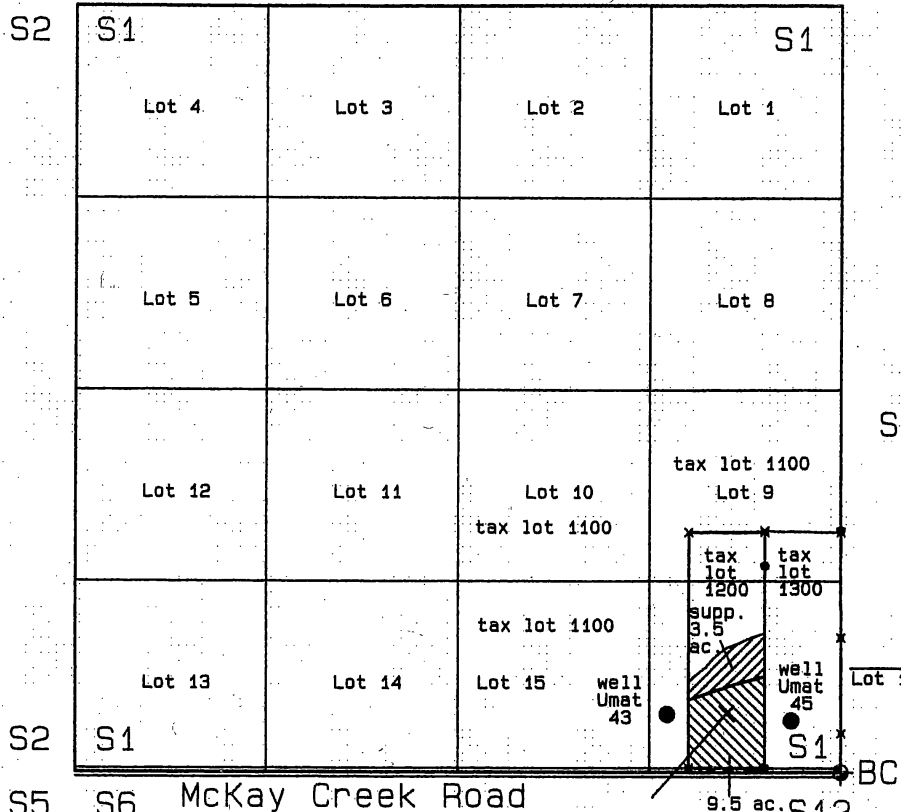 S2 S1 S1
Lot 4 Lot 3 Lot 2 Lot 1
Lot 5 Lot 6 Lot 7 Lot 8
S
tax lot 1100
Lot 12 Lot 11 Lot 10 Lot 9
tax lot 1100
tax
lot
1200
tax
lot
1300
supp.
3.5
ac.
tax lot 1100
Lot 13 Lot 14 Lot 15
well
Umat
43
well
Umat
45
Lot
S2 S1 S1
BC
S5 S6 McKay Creek Road
9.5 ac.
S12